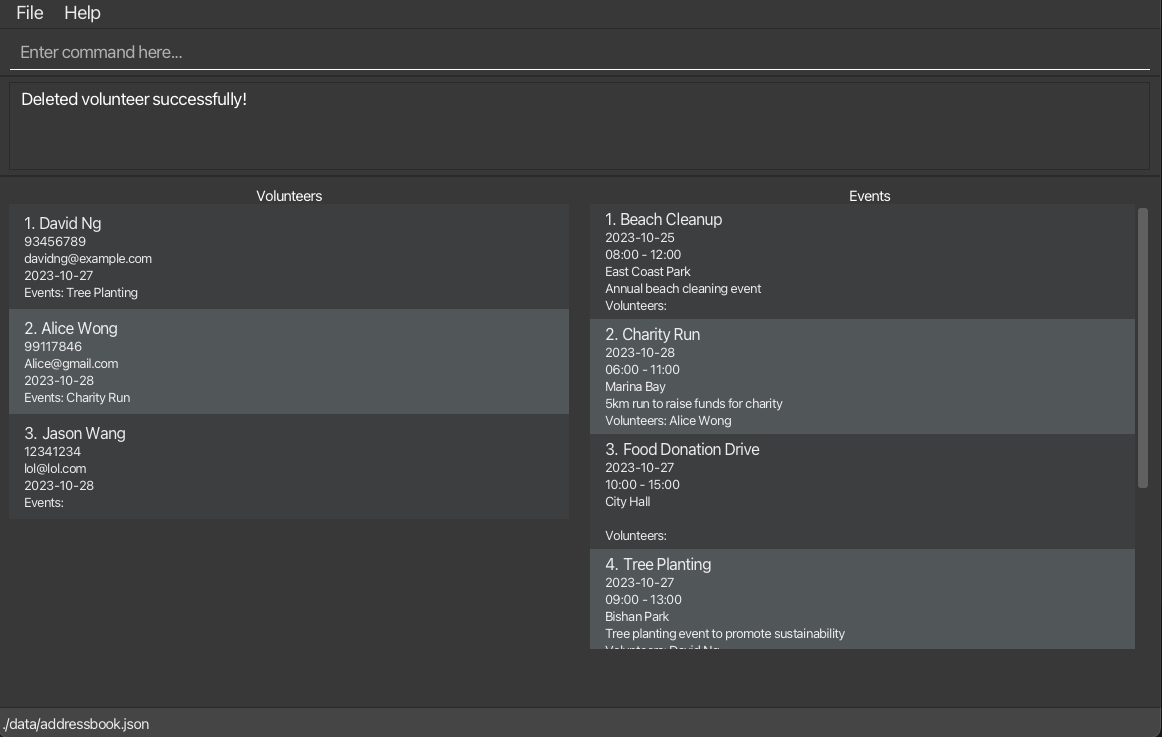 File Help
Enter command here...
Deleted volunteer successfully!
Volunteers
1. David Ng
93456789
davidng@example.com
2023-10-27
Events: Tree Planting
2. Alice Wong
99117846
Alice@gmail.com
2023-10-28
Events: Charity Run
3. Jason Wang
12341234
lol@lol.com
2023-10-28
Events:
Events
1. Beach Cleanup
2023-10-25
08:00 - 12:00
East Coast Park
Annual beach cleaning event
Volunteers:
2. Charity Run
2023-10-28
06:00 - 11:00
Marina Bay
5km run to raise funds for charity
Volunteers: Alice Wong
3. Food Donation Drive
2023-10-27
10:00 - 15:00
City Hall
Volunteers:
4. Tree Planting
2023-10-27
09:00 - 13:00
Bishan Park
Tree planting event to promote sustainability
Volunteers: David Ng
./data/addressbook.json